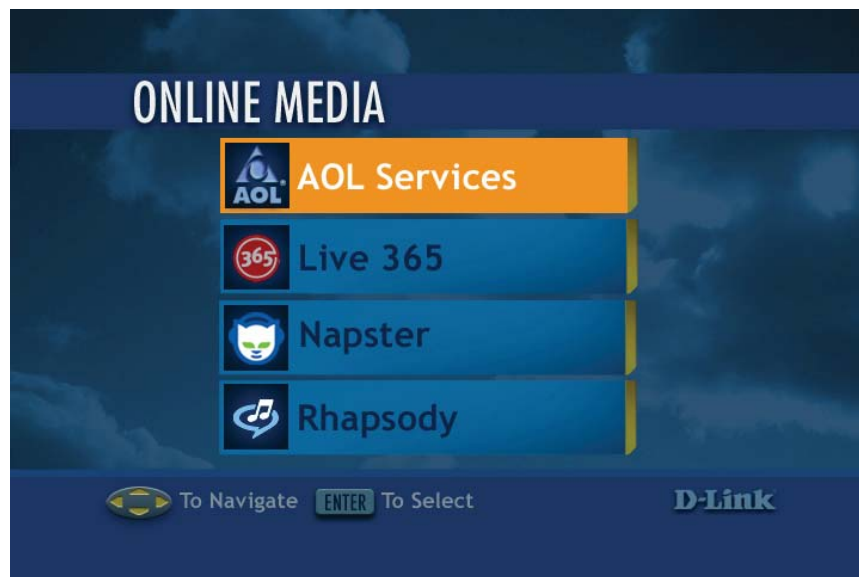 ONLINE MEDIA
AOL AOL Services
365 Live 365
Napster
Rhapsody
To Navigate ENTER To Select D-Link